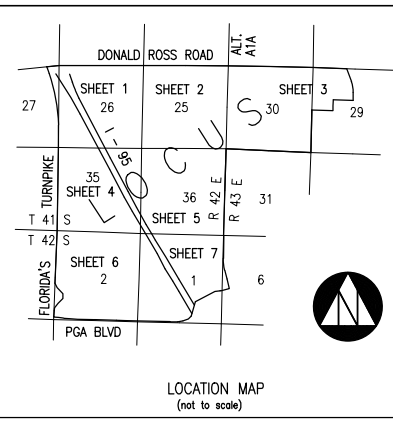 DONALD ROSS ROAD
ALT. A1A
SHEET 1
SHEET 2
SHEET 3
27
26
25
30
29
I-95
LOCUS
35
SHEET 4
36
R 42 E
R 43 E
31
SHEET 5
T 41 S
T 42 S
FLORIDA'S TURNPIKE
SHEET 6
2
SHEET 7
1
6
PGA BLVD
N
LOCATION MAP
(not to scale)